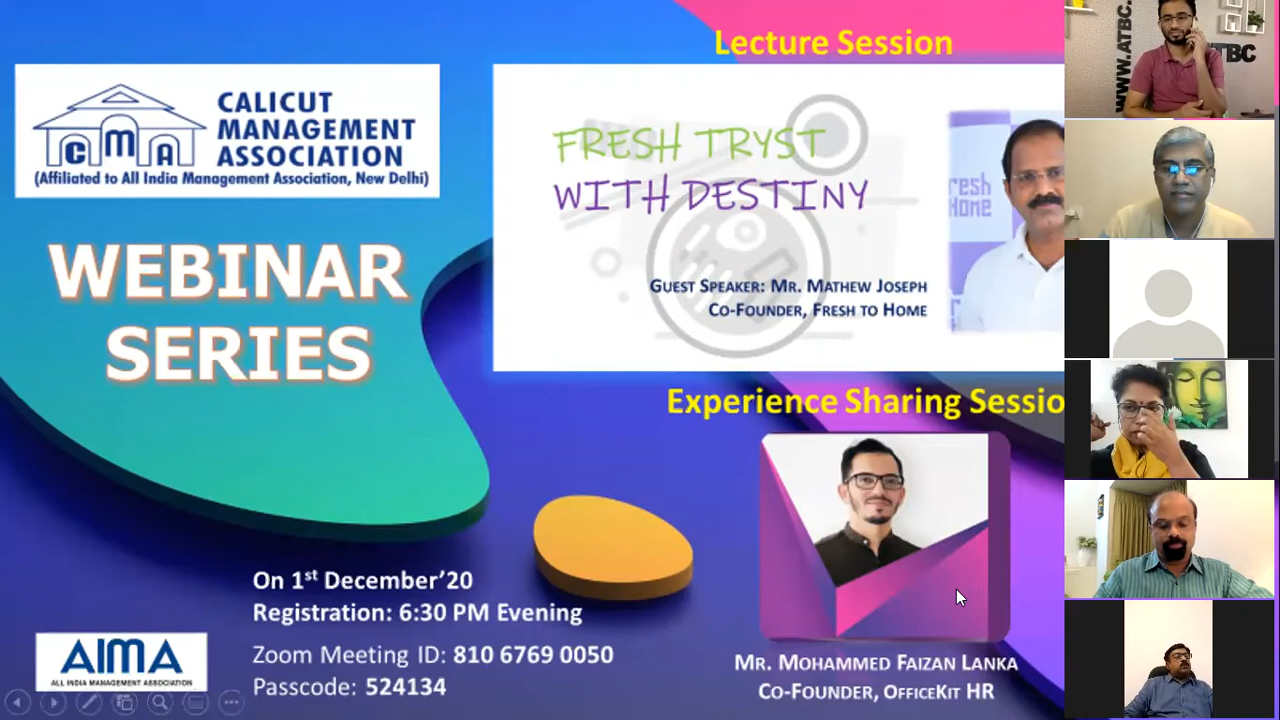 Lecture Session
CMA
CALICUT
MANAGEMENT
ASSOCIATION
(Affiliated to All India Management Association, New Delhi)
WEBINAR
SERIES
FRESH TRYST
WITH DESTINY
resh
Home
GUEST SPEAKER: MR. MATHEW JOSEPH
CO-FOUNDER, FRESH TO HOME
Experience Sharing Sessio
On 1st December'20
Registration: 6:30 PM Evening
Zoom Meeting ID: 810 6769 0050
Passcode: 524134
AIMA
ALL INDIA MANAGEMENT ASSOCIATION
MR. MOHAMMED FAIZAN LANKA
CO-FOUNDER, OFFICEKIT HR
WWW.ATBC.
TBC